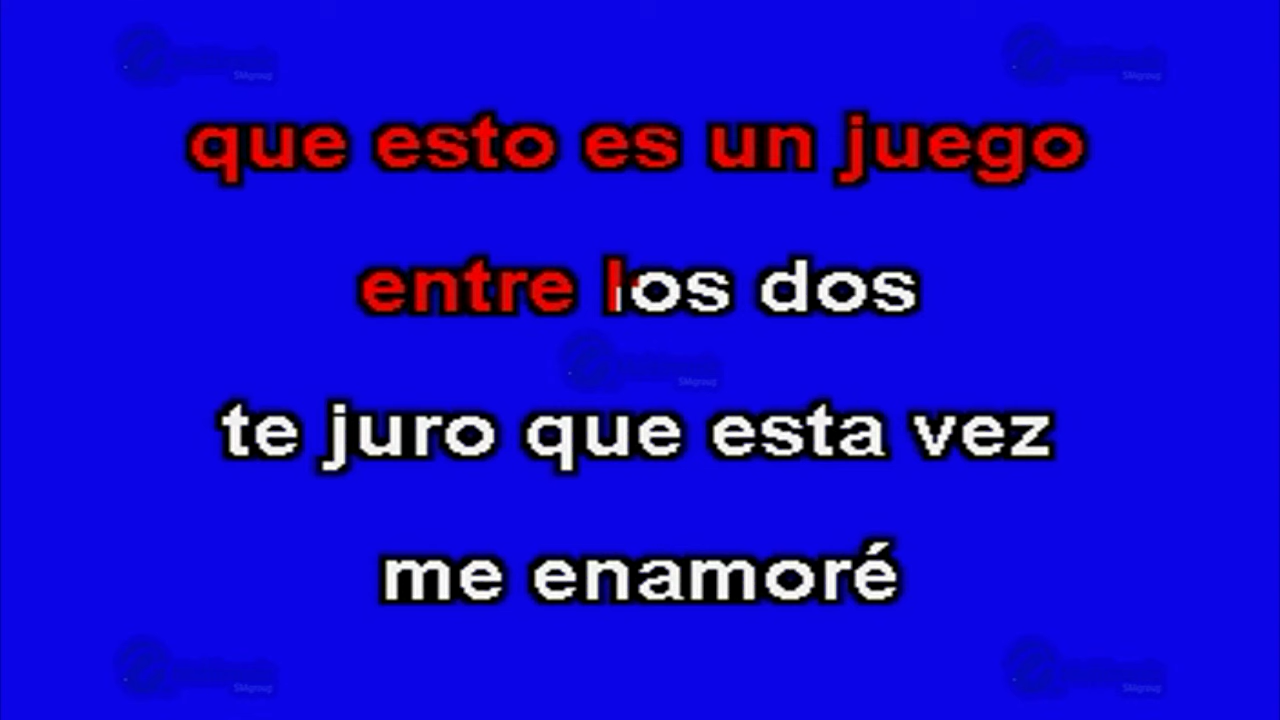 que esto es un juego
entre los dos
te juro que esta vez
me enamoré